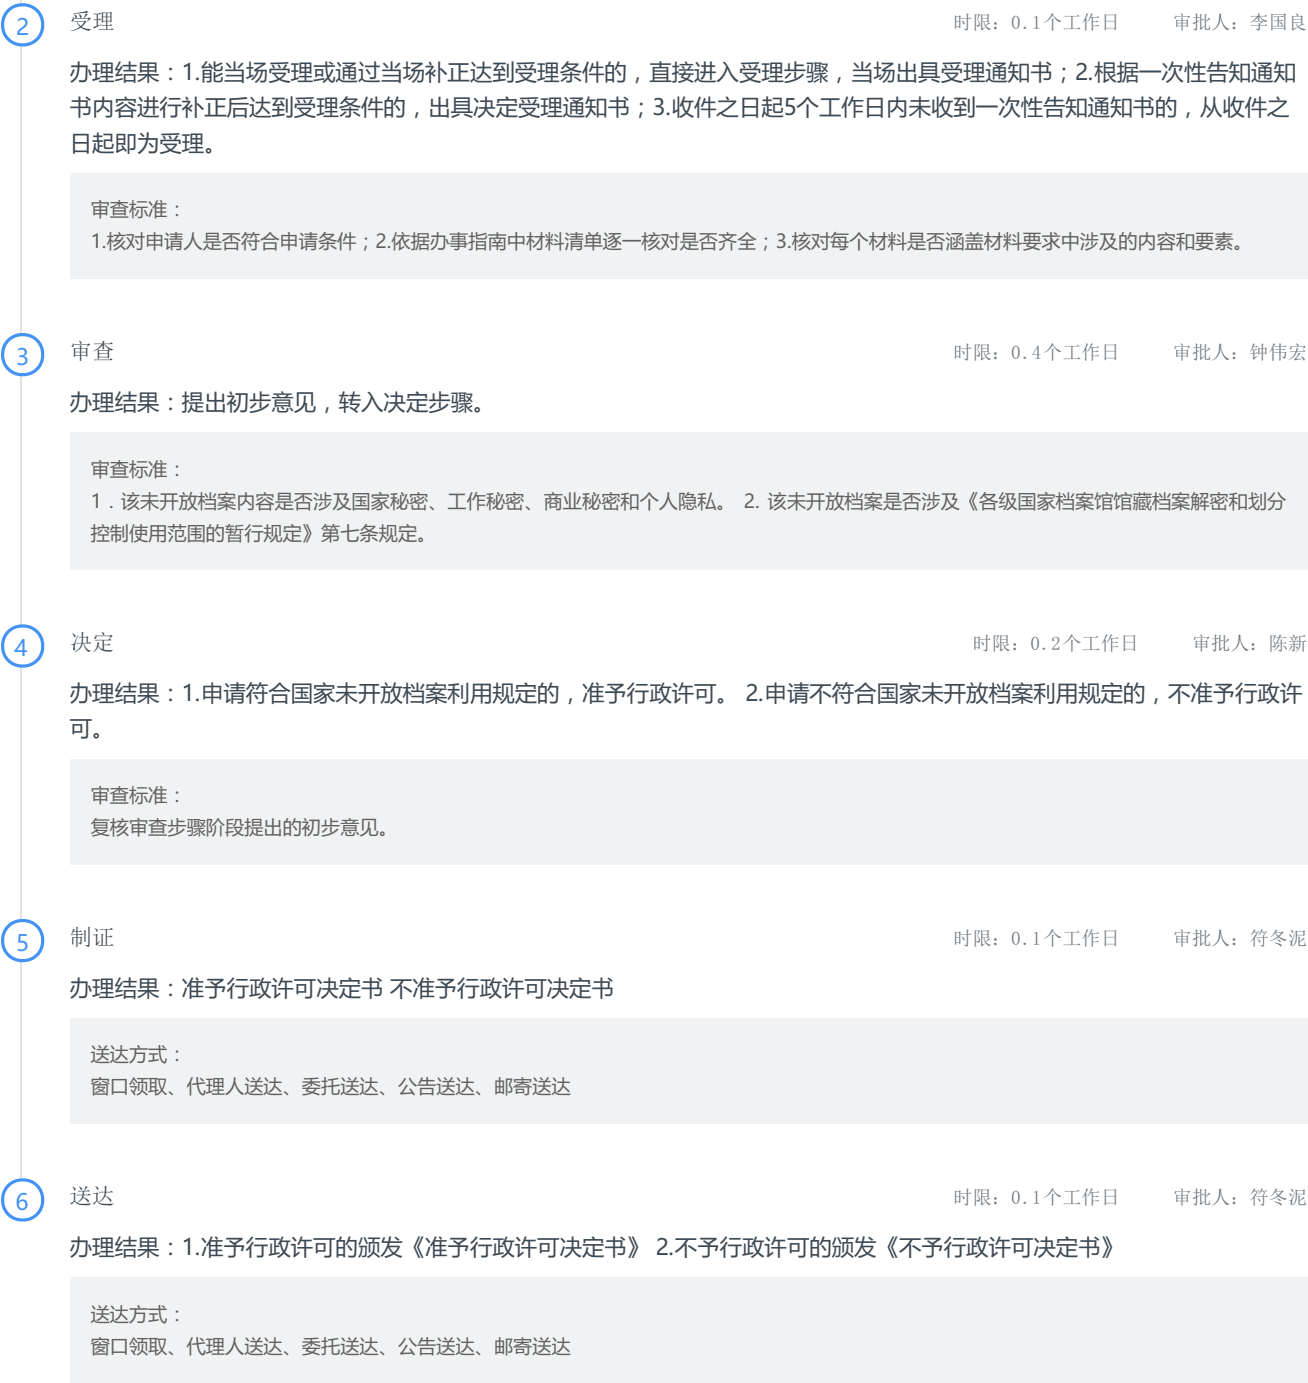 2 受理 时限：0.1个工作日 审批人：李国良
办理结果：1.能当场受理或通过当场补正达到受理条件的，直接进入受理步骤，当场出具受理通知书；2.根据一次性告知通知
书内容进行补正后达到受理条件的，出具决定受理通知书；3.收件之日起5个工作日内未收到一次性告知通知书的，从收件之
日起即为受理。
审查标准：
1.核对申请人是否符合申请条件；2.依据办事指南中材料清单逐一核对是否齐全；3.核对每个材料是否涵盖材料要求中涉及的内容和要素。
3 审查 时限：0.4个工作日 审批人：钟伟宏
办理结果：提出初步意见，转入决定步骤。
审查标准：
1．该未开放档案内容是否涉及国家秘密、工作秘密、商业秘密和个人隐私。 2. 该未开放档案是否涉及《各级国家档案馆馆藏档案解密和划分
控制使用范围的暂行规定》第七条规定。
4 决定 时限：0.2个工作日 审批人：陈新
办理结果：1.申请符合国家未开放档案利用规定的，准予行政许可。 2.申请不符合国家未开放档案利用规定的，不准予行政许
可。
审查标准：
复核审查步骤阶段提出的初步意见。
5 制证 时限：0.1个工作日 审批人：符冬泥
办理结果：准予行政许可决定书 不准予行政许可决定书
送达方式：
窗口领取、代理人送达、委托送达、公告送达、邮寄送达
6 送达 时限：0.1个工作日 审批人：符冬泥
办理结果：1.准予行政许可的颁发《准予行政许可决定书》 2.不予行政许可的颁发《不予行政许可决定书》
送达方式：
窗口领取、代理人送达、委托送达、公告送达、邮寄送达